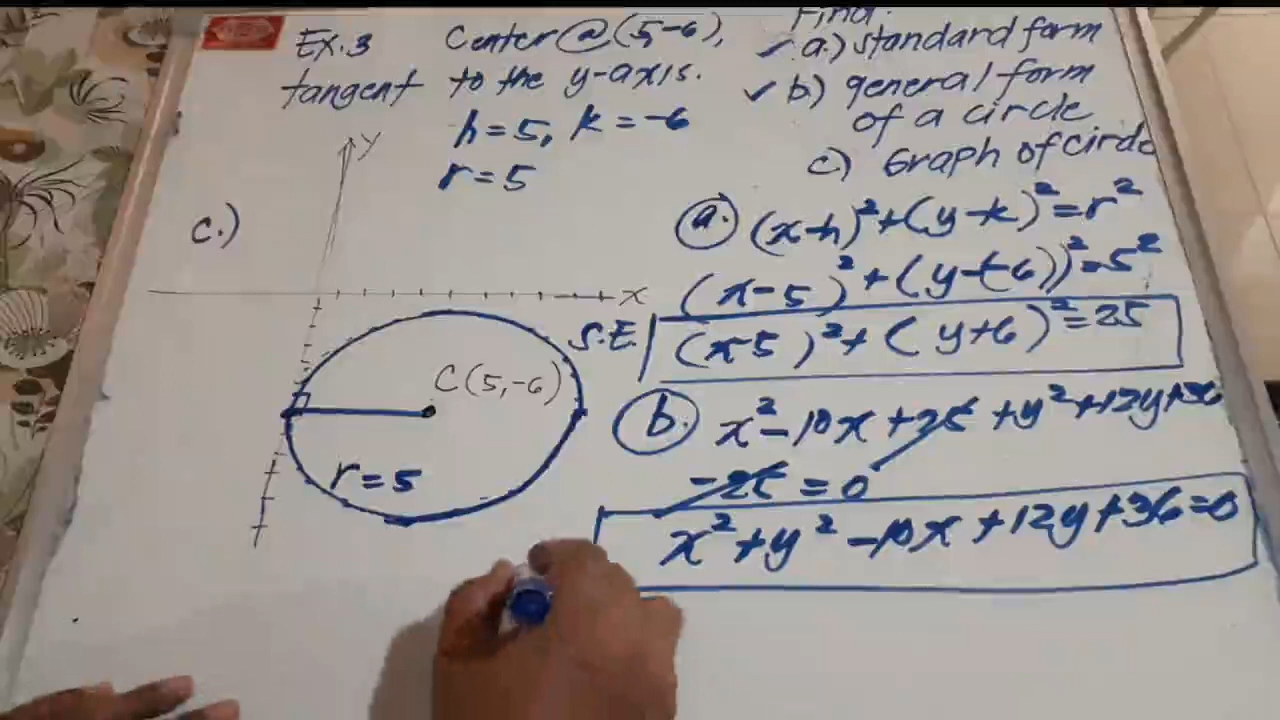 Ex.3 Center@(5,-6),
tangent to the y-axis.
h=5, k=-6
r=5
Find:
✓ a.) standard form
✓ b) general form
of a circle
c) Graph of circle
c.)
y
x
C(5,-6)
r=5
a. (x-h)²+(y-k)²=r²
(x-5)²+(y-(-6))²=5²
S.E. (x-5)²+(y+6)²=25
b. x²-10x+25+y²+12y+36
-25=0
x²+y²-10x+12y+36=0